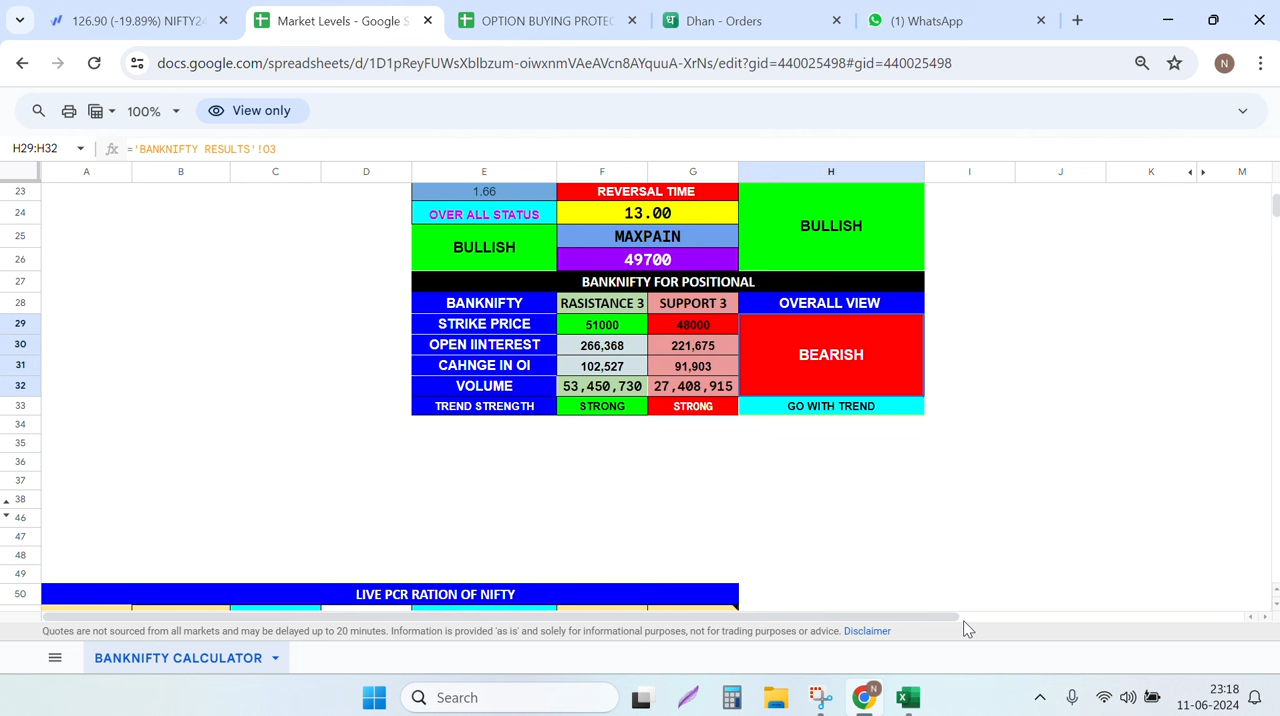 126.90 (-19.89%) NIFTY24
Market Levels - Google S
OPTION BUYING PROTEC
Dhan - Orders
(1) WhatsApp
docs.google.com/spreadsheets/d/1D1pReyFUWsXblbzum-oiwxnmVAeAVcn8AYquuA-XrNs/edit?gid=440025498#gid=440025498
N
100% View only
H29:H32 fx ='BANKNIFTY RESULTS'!O3
A B C D E F G H I J K M
23 1.66 REVERSAL TIME
24 OVER ALL STATUS 13.00 BULLISH
25 BULLISH MAXPAIN
26 49700
27 BANKNIFTY FOR POSITIONAL
28 BANKNIFTY RASISTANCE 3 SUPPORT 3 OVERALL VIEW
29 STRIKE PRICE 51000 48000
30 OPEN IINTEREST 266,368 221,675 BEARISH
31 CAHNGE IN OI 102,527 91,903
32 VOLUME 53,450,730 27,408,915
33 TREND STRENGTH STRONG STRONG GO WITH TREND
34
35
36
37
38
46
47
48
49
50 LIVE PCR RATION OF NIFTY
Quotes are not sourced from all markets and may be delayed up to 20 minutes. Information is provided 'as is' and solely for informational purposes, not for trading purposes or advice. Disclaimer
BANKNIFTY CALCULATOR
Search
N
23:18
11-06-2024